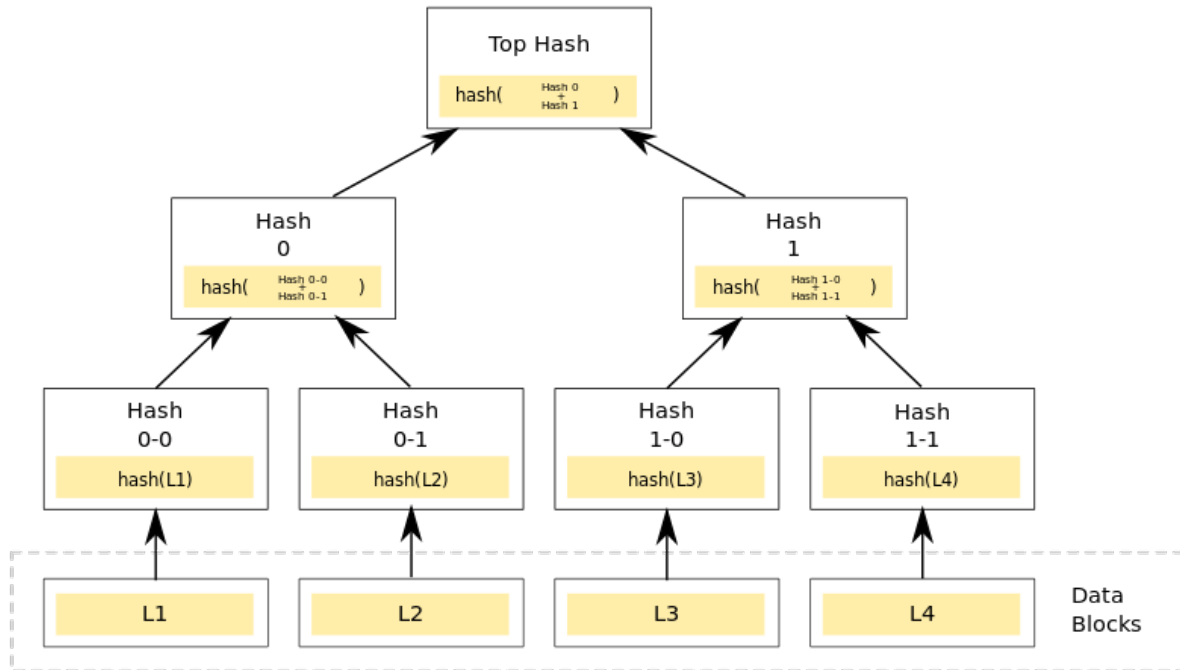 Top Hash
hash( Hash 0 + Hash 1 )
Hash
0
hash( Hash 0-0 + Hash 0-1 )
Hash
1
hash( Hash 1-0 + Hash 1-1 )
Hash
0-0
hash(L1)
Hash
0-1
hash(L2)
Hash
1-0
hash(L3)
Hash
1-1
hash(L4)
L1
L2
L3
L4
Data
Blocks